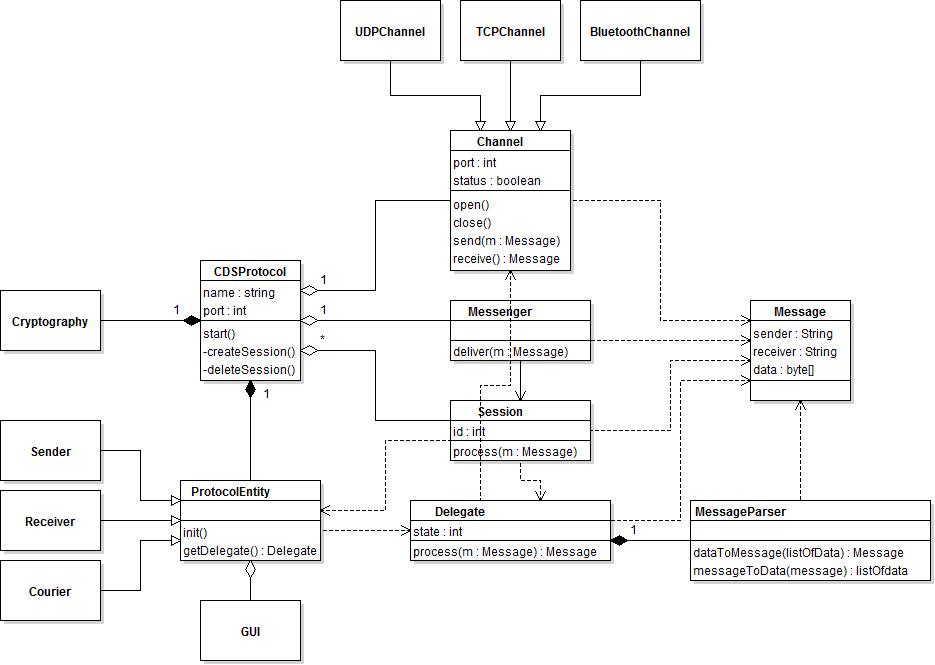 UDPChannel
TCPChannel
BluetoothChannel
Channel
port : int
status : boolean
open()
close()
send(m : Message)
receive() : Message
CDSProtocol
name : string
port : int
start()
-createSession()
-deleteSession()
1
1
*
1
1
Cryptography
Messenger
deliver(m : Message)
Message
sender : String
receiver : String
data : byte[]
Session
id : int
process(m : Message)
Sender
Receiver
Courier
ProtocolEntity
init()
getDelegate() : Delegate
Delegate
state : int
process(m : Message) : Message
1
MessageParser
dataToMessage(listOfData) : Message
messageToData(message) : listOfdata
GUI